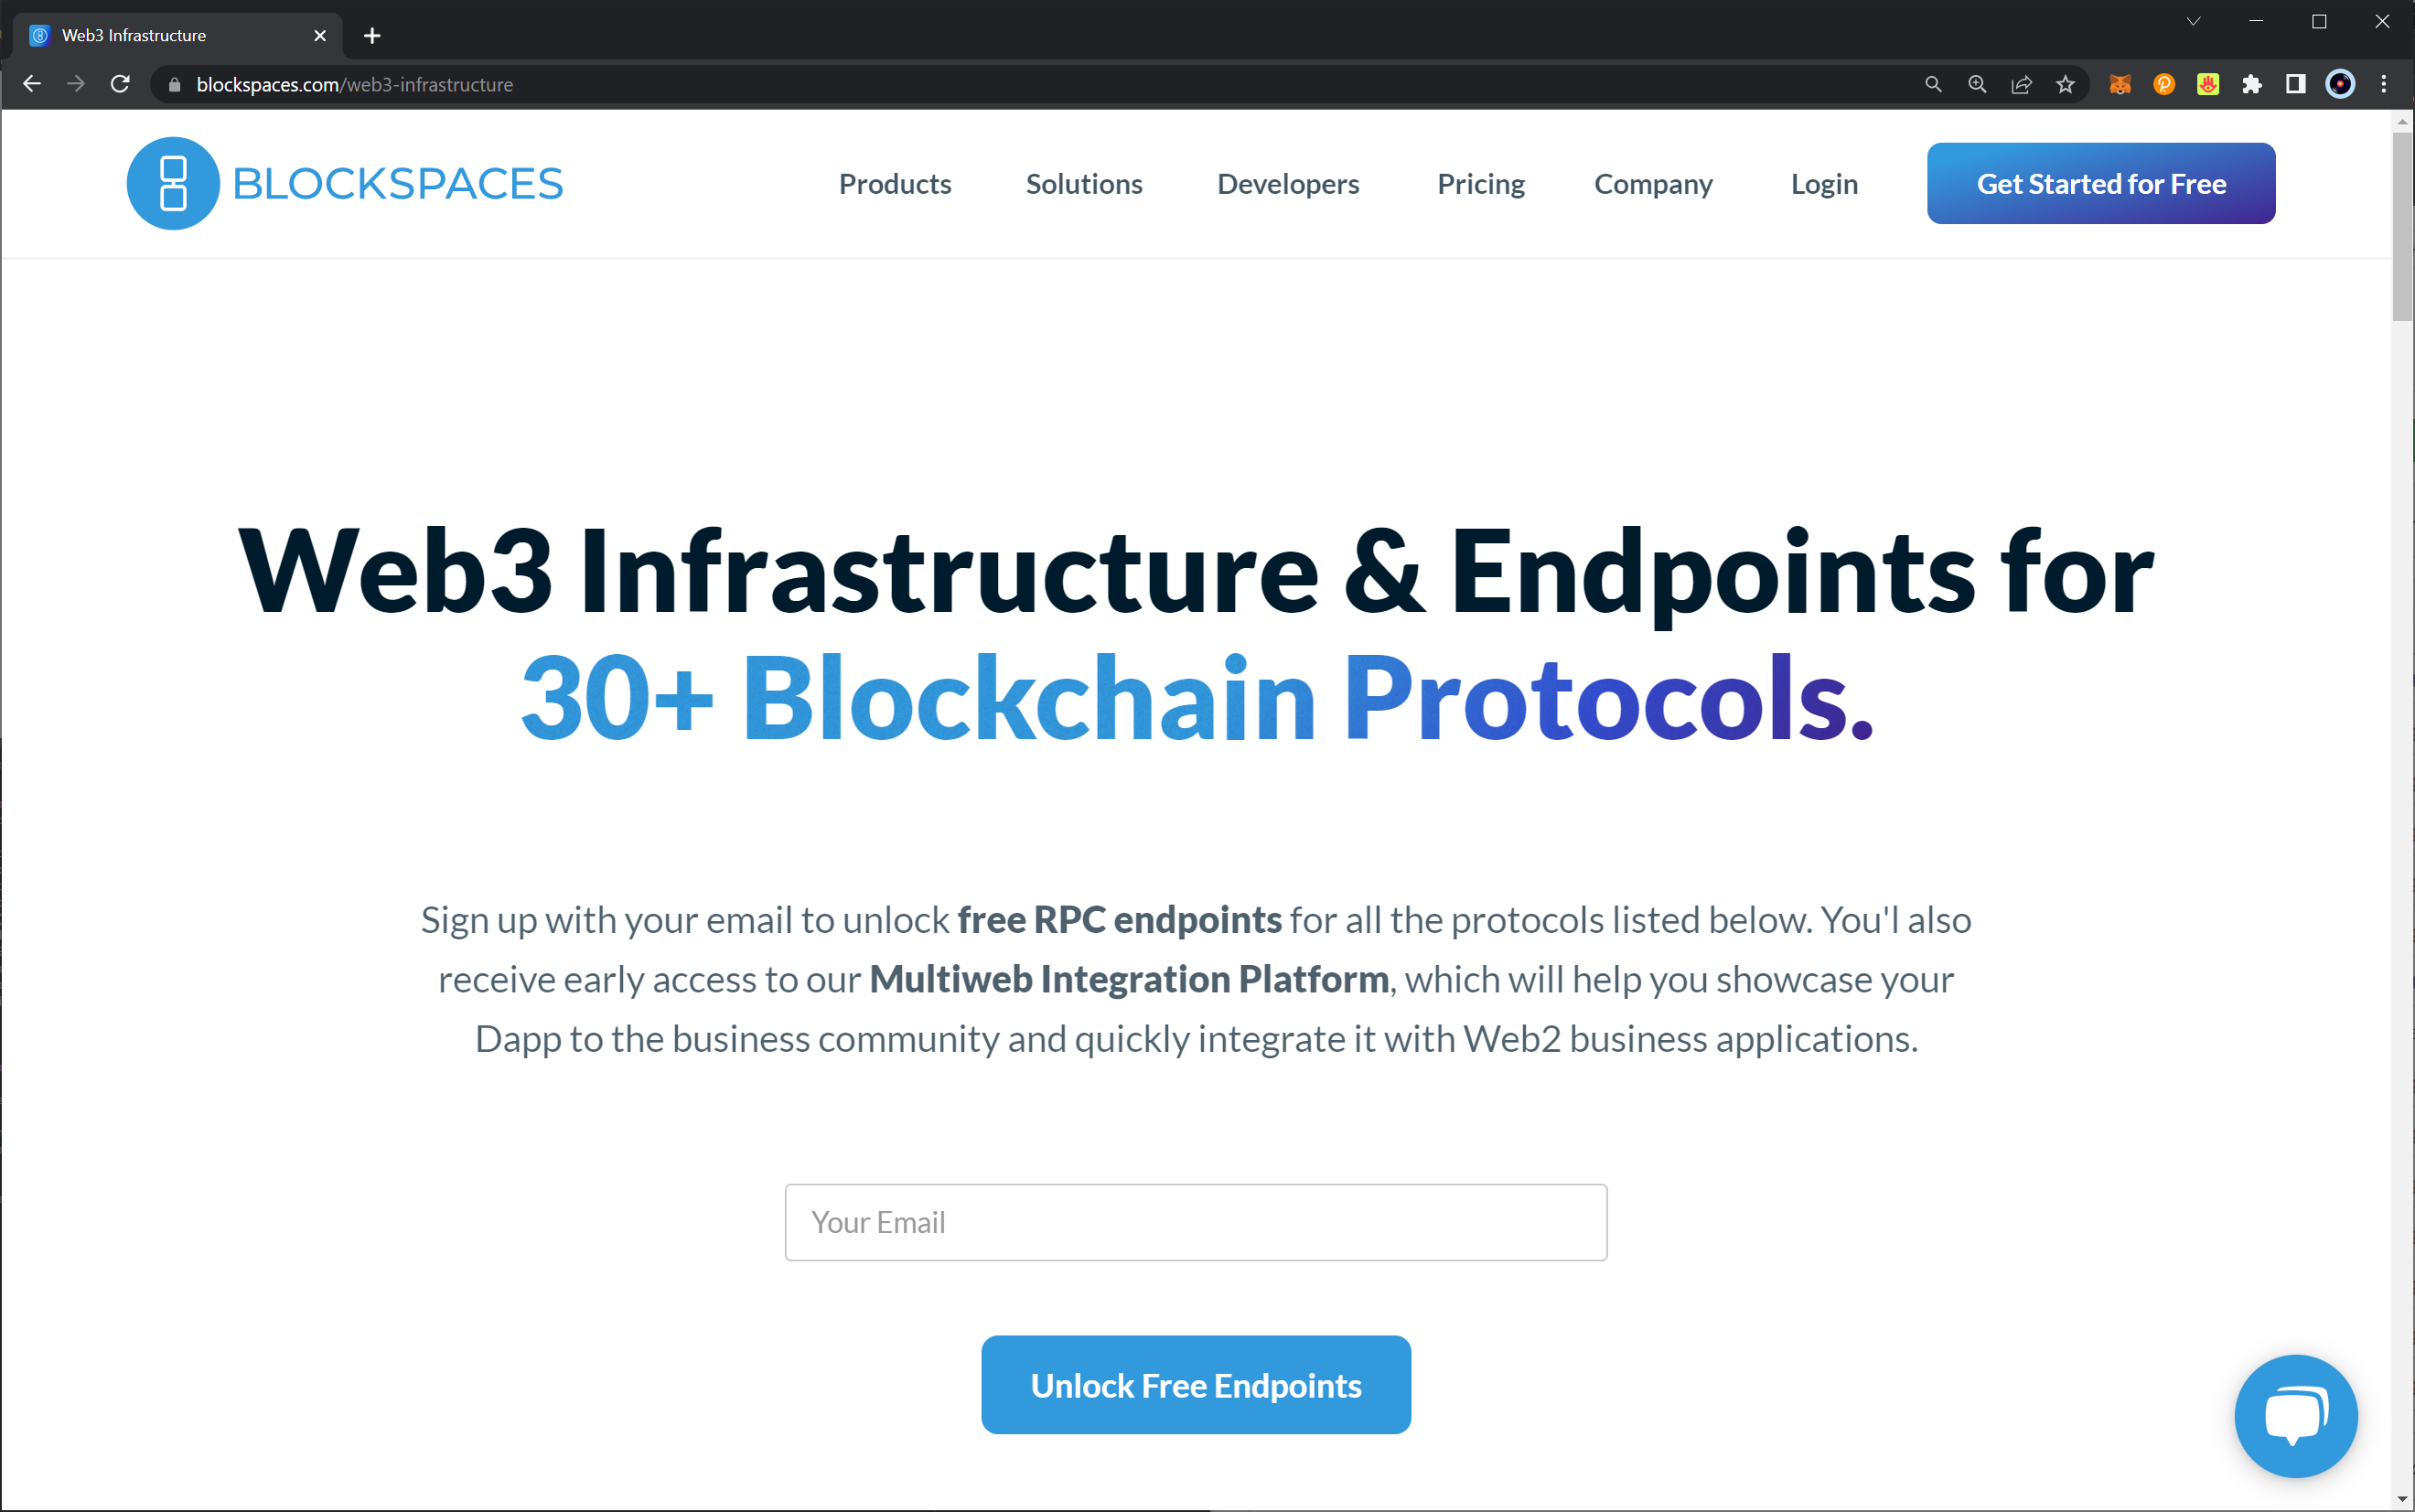 Web3 Infrastructure
blockspaces.com/web3-infrastructure
BLOCKSPACES
Products
Solutions
Developers
Pricing
Company
Login
Get Started for Free
Web3 Infrastructure & Endpoints for
30+ Blockchain Protocols.
Sign up with your email to unlock free RPC endpoints for all the protocols listed below. You'l also
receive early access to our Multiweb Integration Platform, which will help you showcase your
Dapp to the business community and quickly integrate it with Web2 business applications.
Your Email
Unlock Free Endpoints